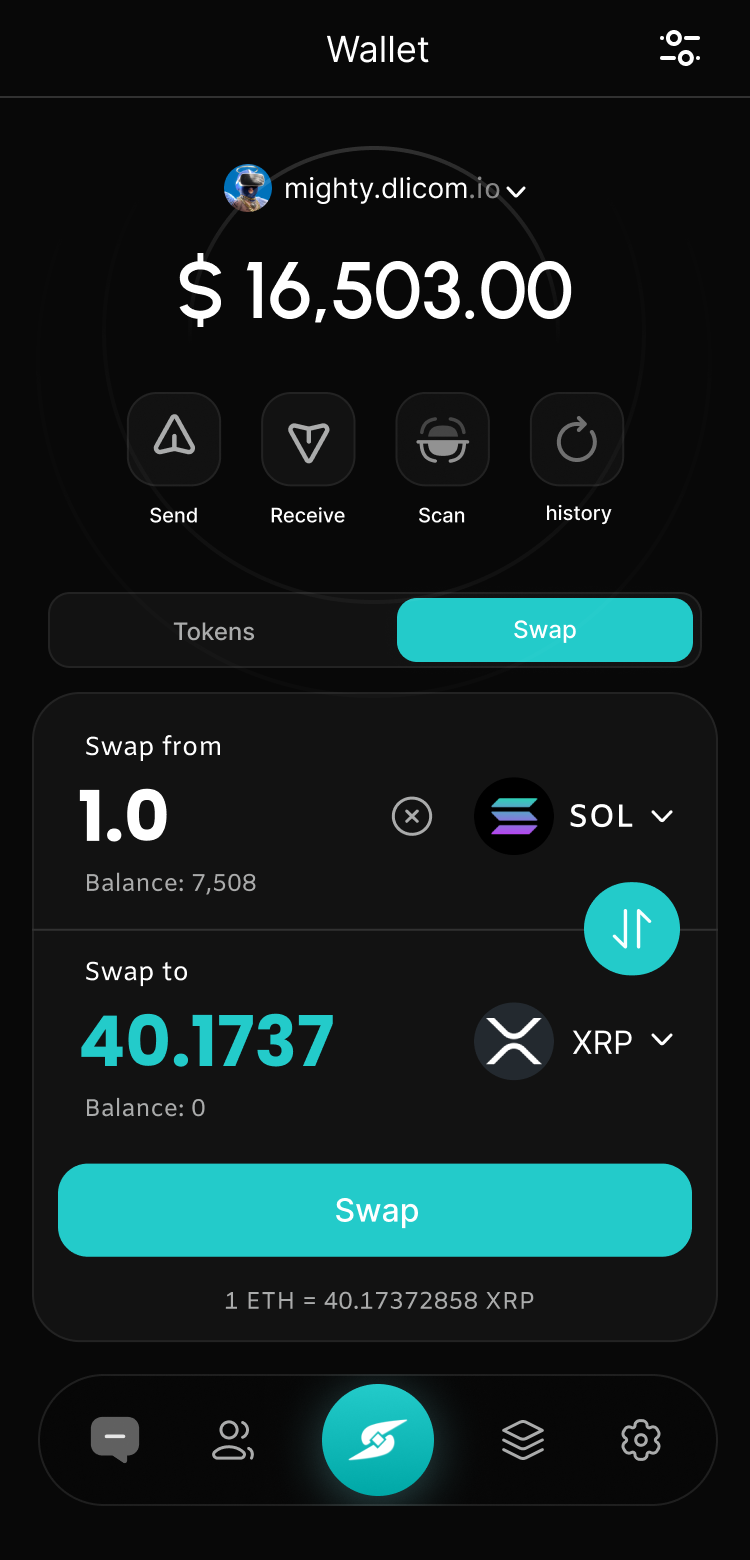 Wallet
mighty.dlicom.io
$ 16,503.00
Send Receive Scan history
Tokens Swap
Swap from
1.0 SOL
Balance: 7,508
Swap to
40.1737 XRP
Balance: 0
Swap
1 ETH = 40.17372858 XRP